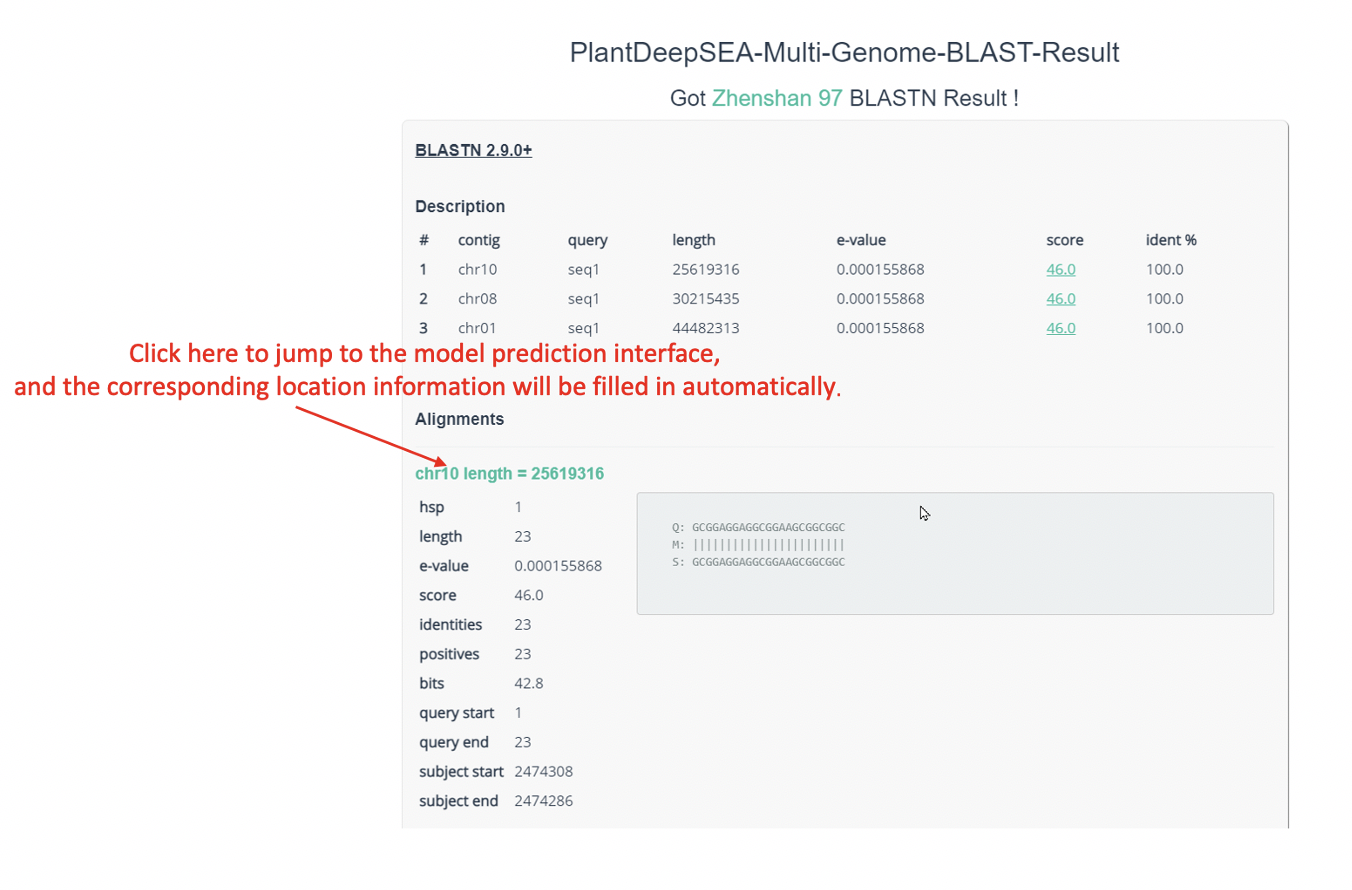 PlantDeepSEA-Multi-Genome-BLAST-Result
Got Zhenshan 97 BLASTN Result !
BLASTN 2.9.0+
Description
# contig query length e-value score ident %
1 chr10 seq1 25619316 0.000155868 46.0 100.0
2 chr08 seq1 30215435 0.000155868 46.0 100.0
3 chr01 seq1 44482313 0.000155868 46.0 100.0
Click here to jump to the model prediction interface,
and the corresponding location information will be filled in automatically.
Alignments
chr10 length = 25619316
hsp 1
length 23
e-value 0.000155868
score 46.0
identities 23
positives 23
bits 42.8
query start 1
query end 23
subject start 2474308
subject end 2474286
Q: GCGGAGGAGGCGGAAGCGGCGGC
M: |||||||||||||||||||||||
S: GCGGAGGAGGCGGAAGCGGCGGC